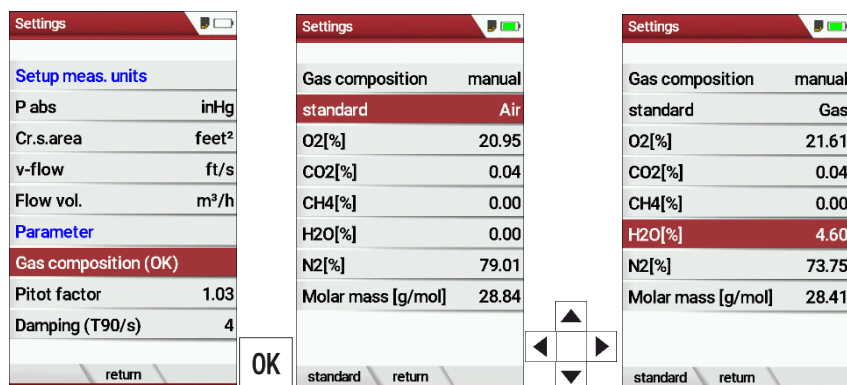 Settings
Setup meas. units
P abs inHg
Cr.s.area feet²
v-flow ft/s
Flow vol. m³/h
Parameter
Gas composition (OK)
Pitot factor 1.03
Damping (T90/s) 4
return
OK
Settings
Gas composition manual
standard Air
O2[%] 20.95
CO2[%] 0.04
CH4[%] 0.00
H2O[%] 0.00
N2[%] 79.01
Molar mass [g/mol] 28.84
standard return
Settings
Gas composition manual
standard Gas
O2[%] 21.61
CO2[%] 0.04
CH4[%] 0.00
H2O[%] 4.60
N2[%] 73.75
Molar mass [g/mol] 28.41
standard return